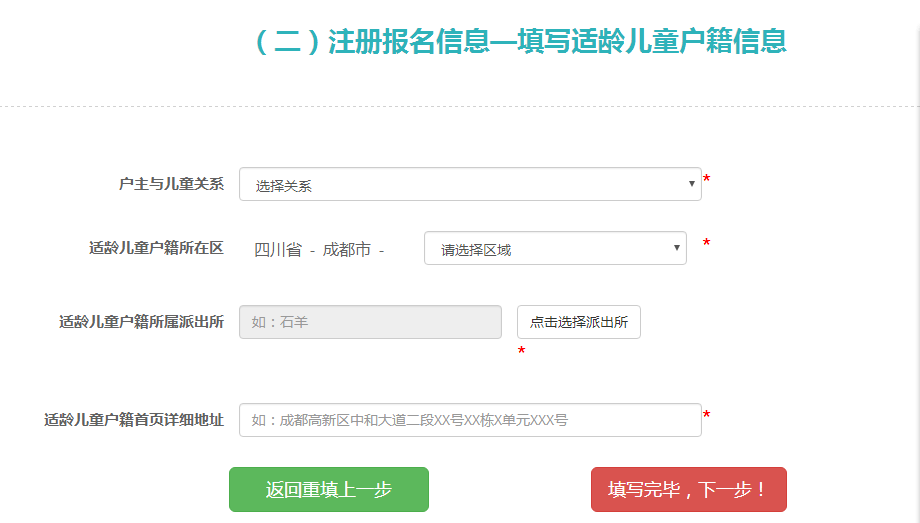 （二）注册报名信息—填写适龄儿童户籍信息
户主与儿童关系 选择关系 *
适龄儿童户籍所在区 四川省 - 成都市 - 请选择区域 *
适龄儿童户籍所属派出所 如：石羊 点击选择派出所
*
适龄儿童户籍首页详细地址 如：成都高新区中和大道二段XX号XX栋X单元XXX号 *
返回重填上一步 填写完毕，下一步！